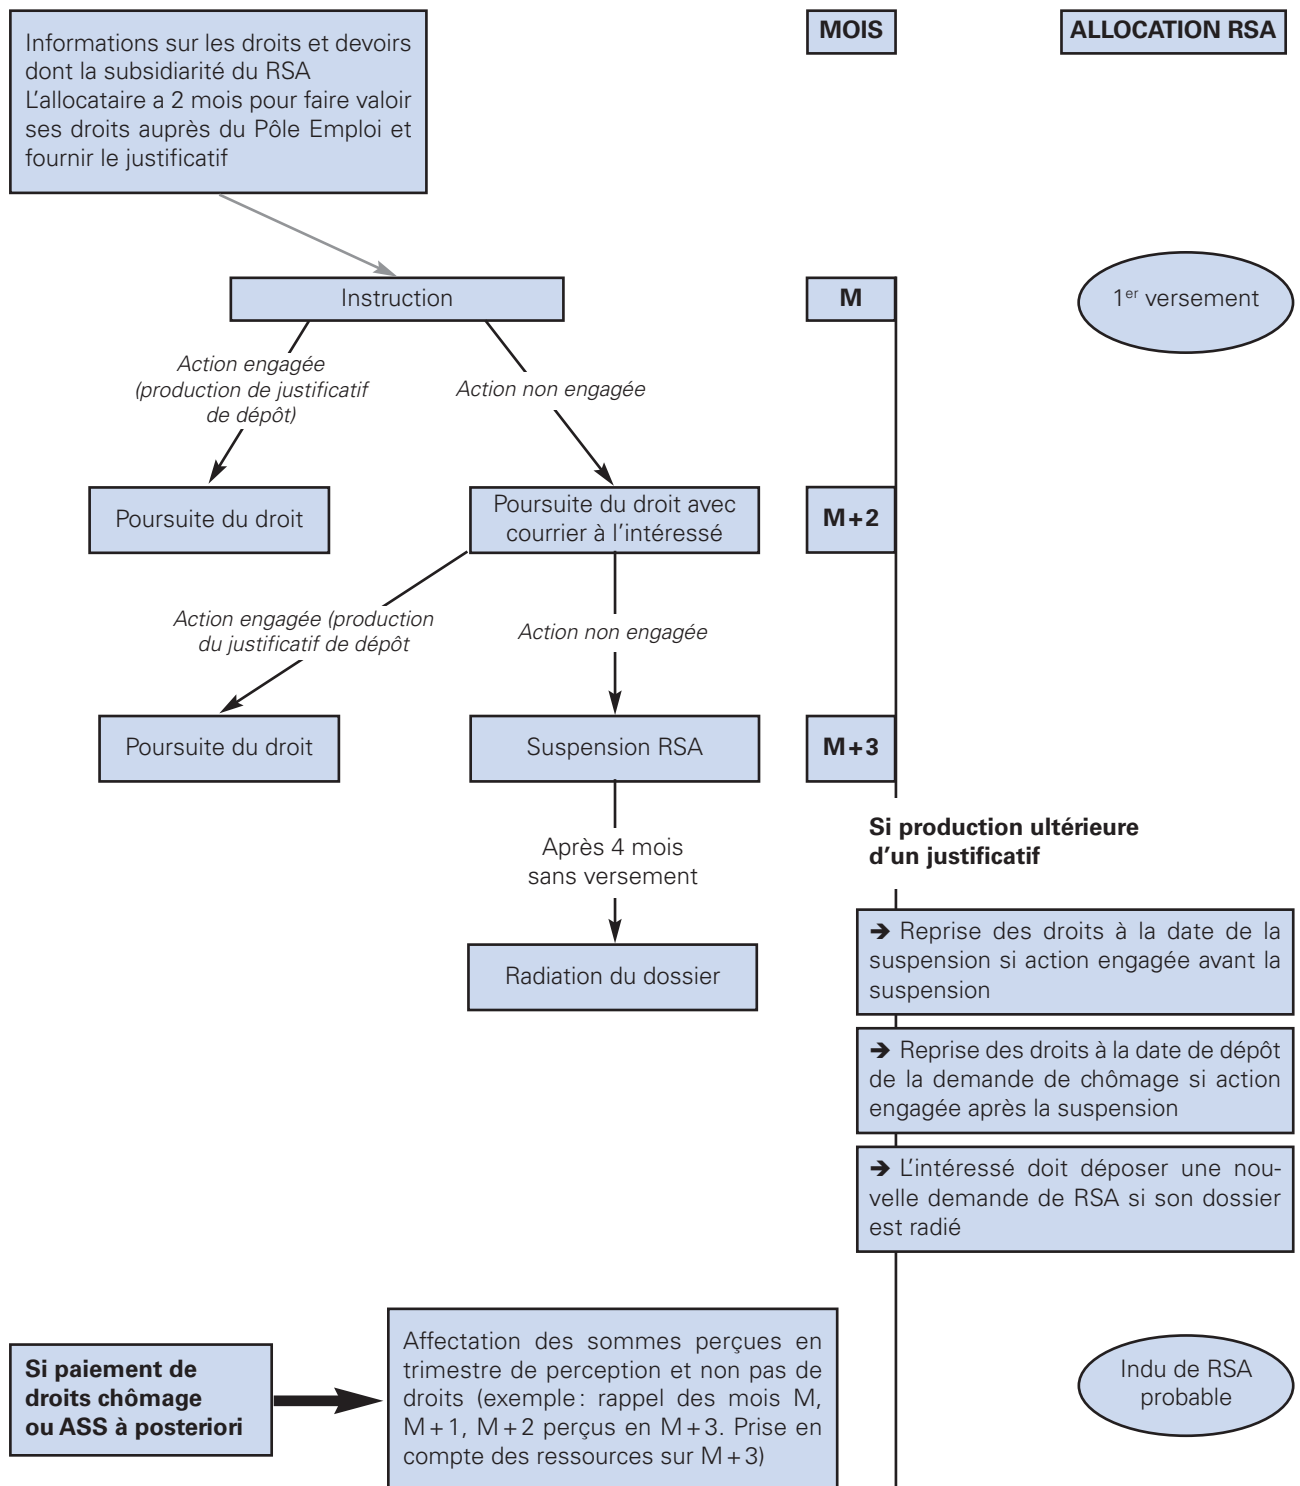 Informations sur les droits et devoirs
dont la subsidiarité du RSA
L'allocataire a 2 mois pour faire valoir
ses droits auprès du Pôle Emploi et
fournir le justificatif
MOIS
ALLOCATION RSA
Instruction
M
1er versement
Action engagée
(production de justificatif
de dépôt)
Action non engagée
Poursuite du droit
Poursuite du droit avec
courrier à l'intéressé
M+2
Action engagée (production
du justificatif de dépôt
Action non engagée
Poursuite du droit
Suspension RSA
M+3
Si production ultérieure
d'un justificatif
Après 4 mois
sans versement
Radiation du dossier
➔ Reprise des droits à la date de la
suspension si action engagée avant la
suspension
➔ Reprise des droits à la date de dépôt
de la demande de chômage si action
engagée après la suspension
➔ L'intéressé doit déposer une nou-
velle demande de RSA si son dossier
est radié
Si paiement de
droits chômage
ou ASS à posteriori
Affectation des sommes perçues en
trimestre de perception et non pas de
droits (exemple : rappel des mois M,
M+1, M+2 perçus en M+3. Prise en
compte des ressources sur M+3)
Indu de RSA
probable